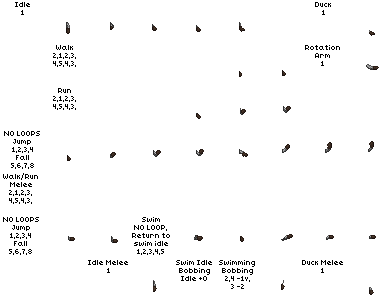 Idle
1
Duck
1
Walk
2,1,2,3,
4,5,4,3,
Rotation
Arm
1
Run
2,1,2,3,
4,5,4,3,
NO LOOPS
Jump
1,2,3,4
Fall
5,6,7,8
Walk/Run
Melee
2,1,2,3,
4,5,4,3,
NO LOOPS
Jump
1,2,3,4
Fall
5,6,7,8
Swim
NO LOOP,
Return to
swim idle
1,2,3,4,5
Idle Melee
1
Swim Idle
Bobbing
Idle +0
Swimming
Bobbing
2,4 -1v,
3 -2
Duck Melee
1